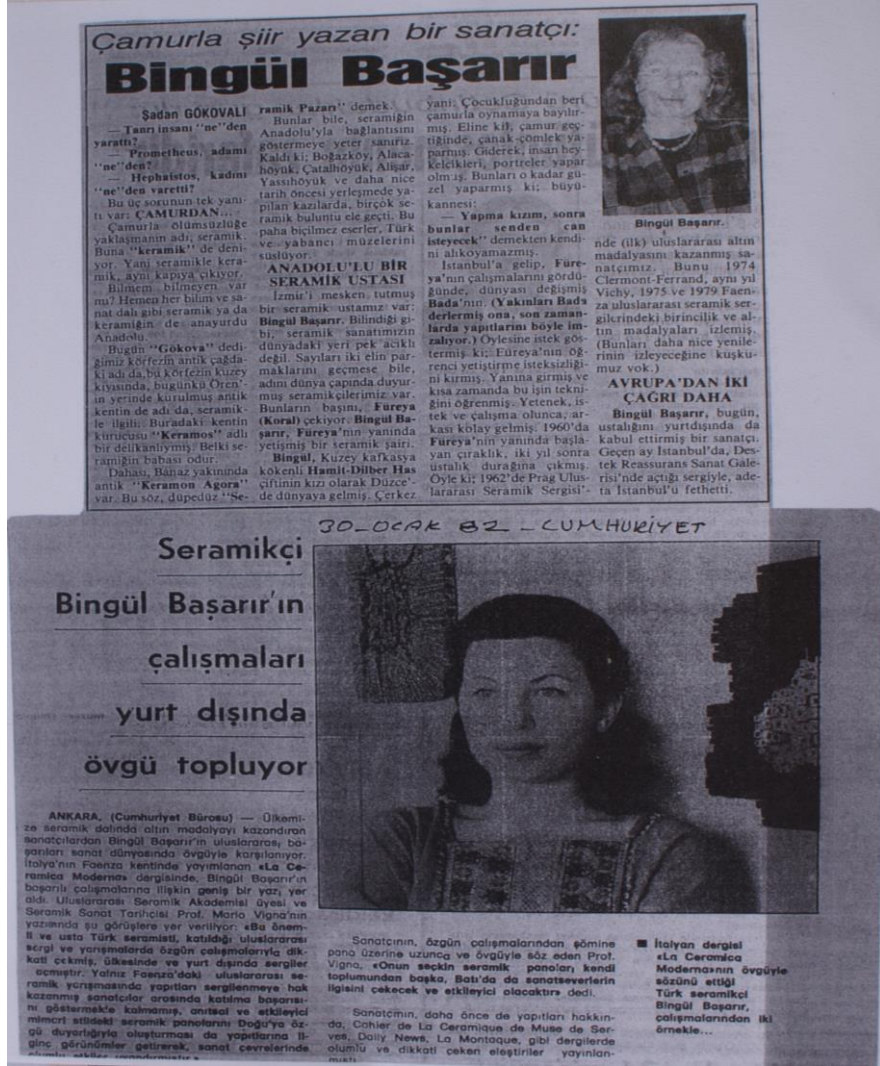 Çamurla şiir yazan bir sanatçı:
Bingül Başarır
Şadan GÖKOVALI
— Tanrı insanı "ne"den
yarattı?
— Prometheus, adamı
"ne"den?
— Hephaistos, kadını
"ne"den yarattı?
Bu üç sorunun tek yanı-
tı var: ÇAMURDAN...
Çamurla ölümsüzlüğe
yaklaşmanın adı; seramik.
Buna "keramik" de deni-
yor. Yani seramikle kera-
mik, aynı kapıya çıkıyor.
Bilmem bilmeyen var
mı? Hemen her bilim ve sa-
nat dalı gibi seramik ya da
keramiğin de anayurdu
Anadolu.
Bugün "Gökova" dedi-
ğimiz körfezin antik çağda-
ki adı da, bu körfezin kuzey
kıyısında, bugünkü Ören'-
in yerinde kurulmuş antik
kentin de adı da, seramik-
le ilgili. Buradaki kentin
kurucusu "Keramos" adlı
bir delikanlıymış. Belki se-
ramiğin babası odur.
Dahası, Banaz yakınında
antik "Keramon Agora"
var. Bu söz, düpedüz "Se-
ramik Pazarı" demek.
Bunlar bile, seramiğin
Anadolu'yla bağlantısını
göstermeye yeter sanırız.
Kaldı ki; Boğazköy, Alaca-
höyük, Çatalhöyük, Alişar,
Yassıhöyük ve daha nice
tarih öncesi yerleşmede ya-
pılan kazılarda, birçok se-
ramik buluntu ele geçti. Bu
paha biçilmez eserler, Türk
ve yabancı müzelerini
süslüyor.
ANADOLU'LU BİR
SERAMİK USTASI
İzmir'i mesken tutmuş
bir seramik ustamız var:
Bingül Başarır. Bilindiği gi-
bi, seramik sanatımızın
dünyadaki yeri pek acıklı
değil. Sayıları iki elin par-
maklarını geçmese bile,
adını dünya çapında duyur-
muş seramikçilerimiz var.
Bunların başını, Füreya
(Koral) çekiyor. Bingül Ba-
şarır, Füreya'nın yanında
yetişmiş bir seramik şairi.
Bingül, Kuzey kafkasya
kökenli Hamit-Dilber Has
çiftinin kızı olarak Düzce'-
de dünyaya gelmiş. Çerkez
yani. Çocukluğundan beri
çamurla oynamaya bayılır-
mış. Eline kil, çamur geç-
tiğinde, çanak-çömlek ya-
parmış. Giderek, insan hey-
kelcikleri, portreler yapar
olmış. Bunları o kadar gü-
zel yaparmış ki; büyü-
kannesi:
— Yapma kızım, sonra
bunlar senden can
isteyecek" demekten kendi-
ni alıkoyamazmış.
İstanbul'a gelip, Füre-
ya'nın çalışmalarını gördü-
ğünde, dünyası değişmiş
Bada'nın. (Yakınları Bada
derlermiş ona, son zaman-
larda yapıtlarını böyle im-
zalıyor.) Öylesine istek gös-
termiş ki; Füreya'nın öğ-
renci yetiştirme isteksizliği-
ni kırmış. Yanına girmiş ve
kısa zamanda bu işin tekni-
ğini öğrenmiş. Yetenek, is-
tek ve çalışma olunca, ar-
kası kolay gelmiş. 1960'da
Füreya'nin yanında başla-
yan çıraklık, iki yıl sonra
ustalık durağına çıkmış.
Öyle ki; 1962'de Prag Ulus-
lararası Seramik Sergisi'-
Bingül Başarır.
nde (ilk) uluslararası altın
madalyasını kazanmış sa-
natçımız. Bunu 1974
Clermont-Ferrand, aynı yıl
Vichy, 1975 ve 1979 Faen-
za uluslararası seramik ser-
gilerindeki birincilik ve al-
tın madalyaları izlemiş.
(Bunları daha nice yenile-
rinin izleyeceğine kuşku-
muz yok.)
AVRUPA'DAN İKİ
ÇAĞRI DAHA
Bingül Başarır, bugün,
ustalığını yurtdışında da
kabul ettirmiş bir sanatçı.
Geçen ay İstanbul'da, Des-
tek Reassurans Sanat Gale-
risi'nde açtığı sergiyle, ade-
ta İstanbul'u fethetti.
30-OCAK 82 - CUMHURİYET
Seramikçi
Bingül Başarır'ın
çalışmaları
yurt dışında
övgü topluyor
ANKARA, (Cumhuriyet Bürosu) — Ülkemi-
ze seramik dalında altın madalyayı kazandıran
sanatçılardan Bingül Başarır'ın uluslararası ba-
şarıları sanat dünyasında övgüyle karşılanıyor.
İtalya'nın Faenza kentinde yayımlanan «La Ce-
ramica Moderna» dergisinde, Bingül Başarır'ın
başarılı çalışmalarına ilişkin geniş bir yazı yer
aldı. Uluslararası Seramik Akademisi üyesi ve
Seramik Sanat Tarihçisi Prof. Mario Vigna'nın
yazısında şu görüşlere yer veriliyor: «Bu önem-
li ve usta Türk seramisti, katıldığı uluslararası
sergi ve yarışmalarda özgün çalışmalarıyla dik-
kati çekmiş, ülkesinde ve yurt dışında sergiler
açmıştır. Yalnız Faenza'daki uluslararası se-
ramik yarışmasında yapıtları sergilenmeye hak
kazanmış sanatçılar arasında katılma başarısı-
nı göstermekle kalmamış, anıtsal ve etkileyici
mimari stildeki seramik panolarını Doğu'ya öz-
gü duyarlığıyla oluşturması da yapıtlarına il-
ginç görünümler getirerek, sanat çevrelerinde
olumlu etkiler uyandırmıştır.»
Sanatçının, özgün çalışmalarından şömine
pano üzerine uzunca ve övgüyle söz eden Prof.
Vigna, «Onun seçkin seramik panoları kendi
toplumundan başka, Batı'da da sanatseverlerin
ilgisini çekecek ve etkileyici olacaktır» dedi.
Sanatçının, daha önce de yapıtları hakkın-
da, Cahier de La Ceramique de Muse de Ser-
ves, Daily News, La Montaque, gibi dergilerde
olumlu ve dikkati çeken eleştiriler yayınlan-
mıştı.
■ İtalyan dergisi
«La Ceramica
Moderna»nın övgüyle
sözünü ettiği
Türk seramikçi
Bingül Başarır,
çalışmalarından iki
örnekle...